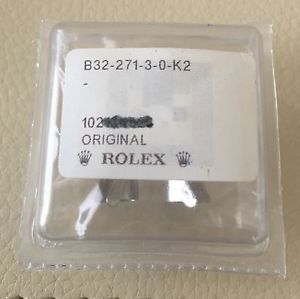 B32-271-3-0-K2
-
102
ORIGINAL
ROLEX